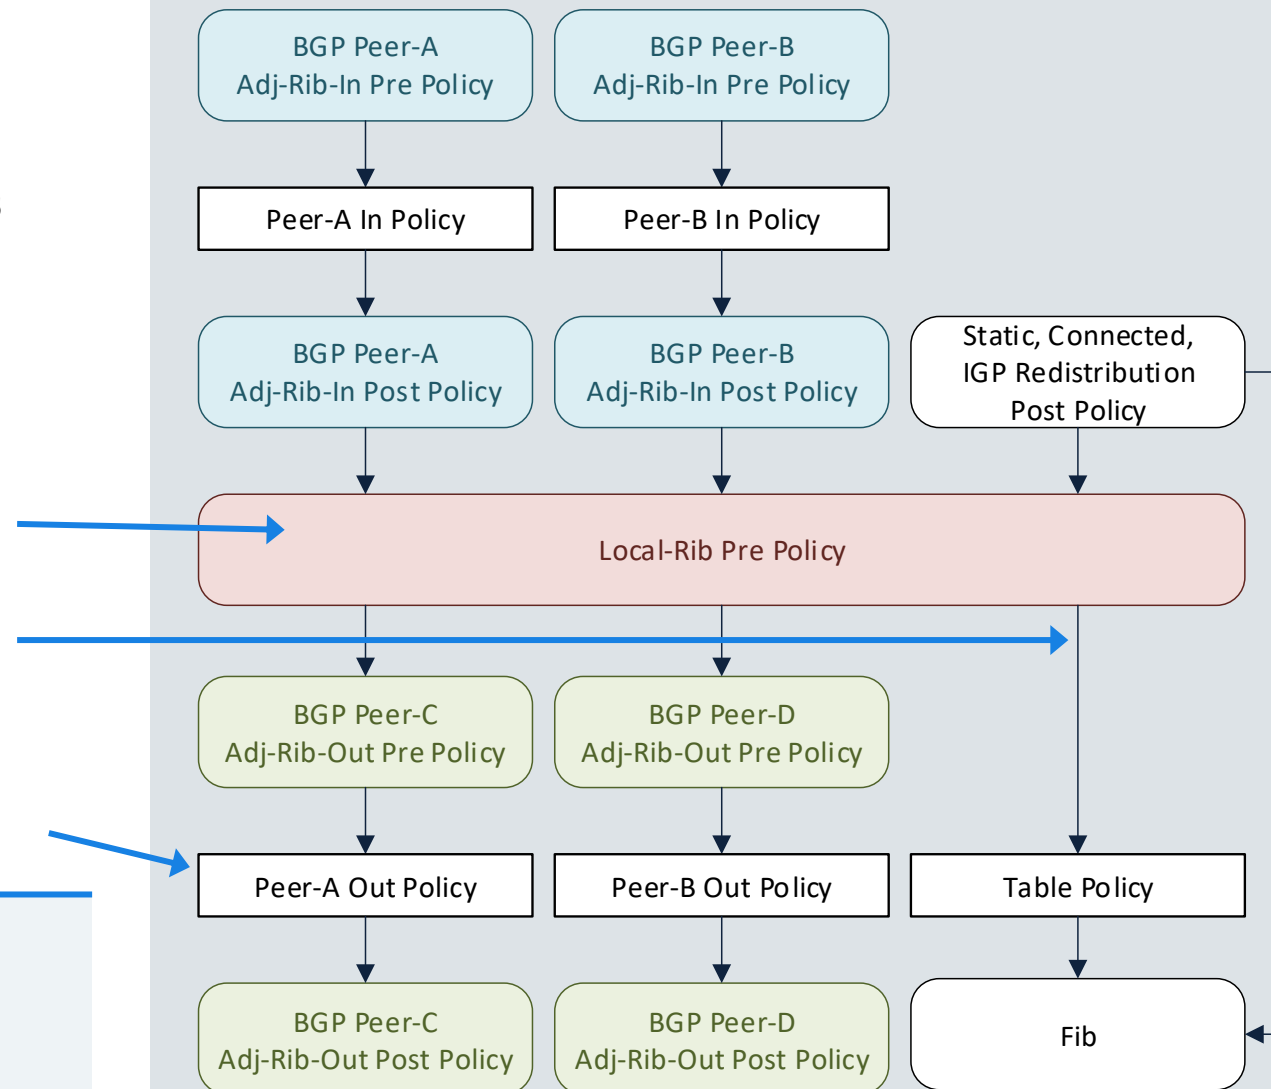 BGP Peer-A
Adj-Rib-In Pre Policy
BGP Peer-B
Adj-Rib-In Pre Policy
Peer-A In Policy
Peer-B In Policy
BGP Peer-A
Adj-Rib-In Post Policy
BGP Peer-B
Adj-Rib-In Post Policy
Static, Connected,
IGP Redistribution
Post Policy
Local-Rib Pre Policy
BGP Peer-C
Adj-Rib-Out Pre Policy
BGP Peer-D
Adj-Rib-Out Pre Policy
Peer-A Out Policy
Peer-B Out Policy
Table Policy
BGP Peer-C
Adj-Rib-Out Post Policy
BGP Peer-D
Adj-Rib-Out Post Policy
Fib